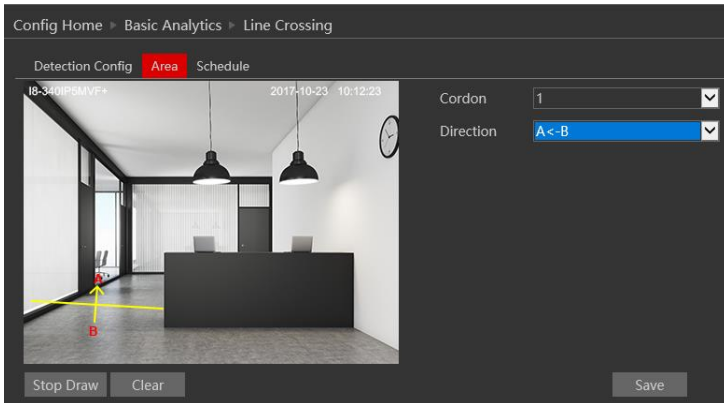 Config Home ▸ Basic Analytics ▸ Line Crossing
Detection Config Area Schedule
I8-340IP5MVF+ 2017-10-23 10:12:23
Cordon 1
Direction A<-B
A
B
Stop Draw Clear Save